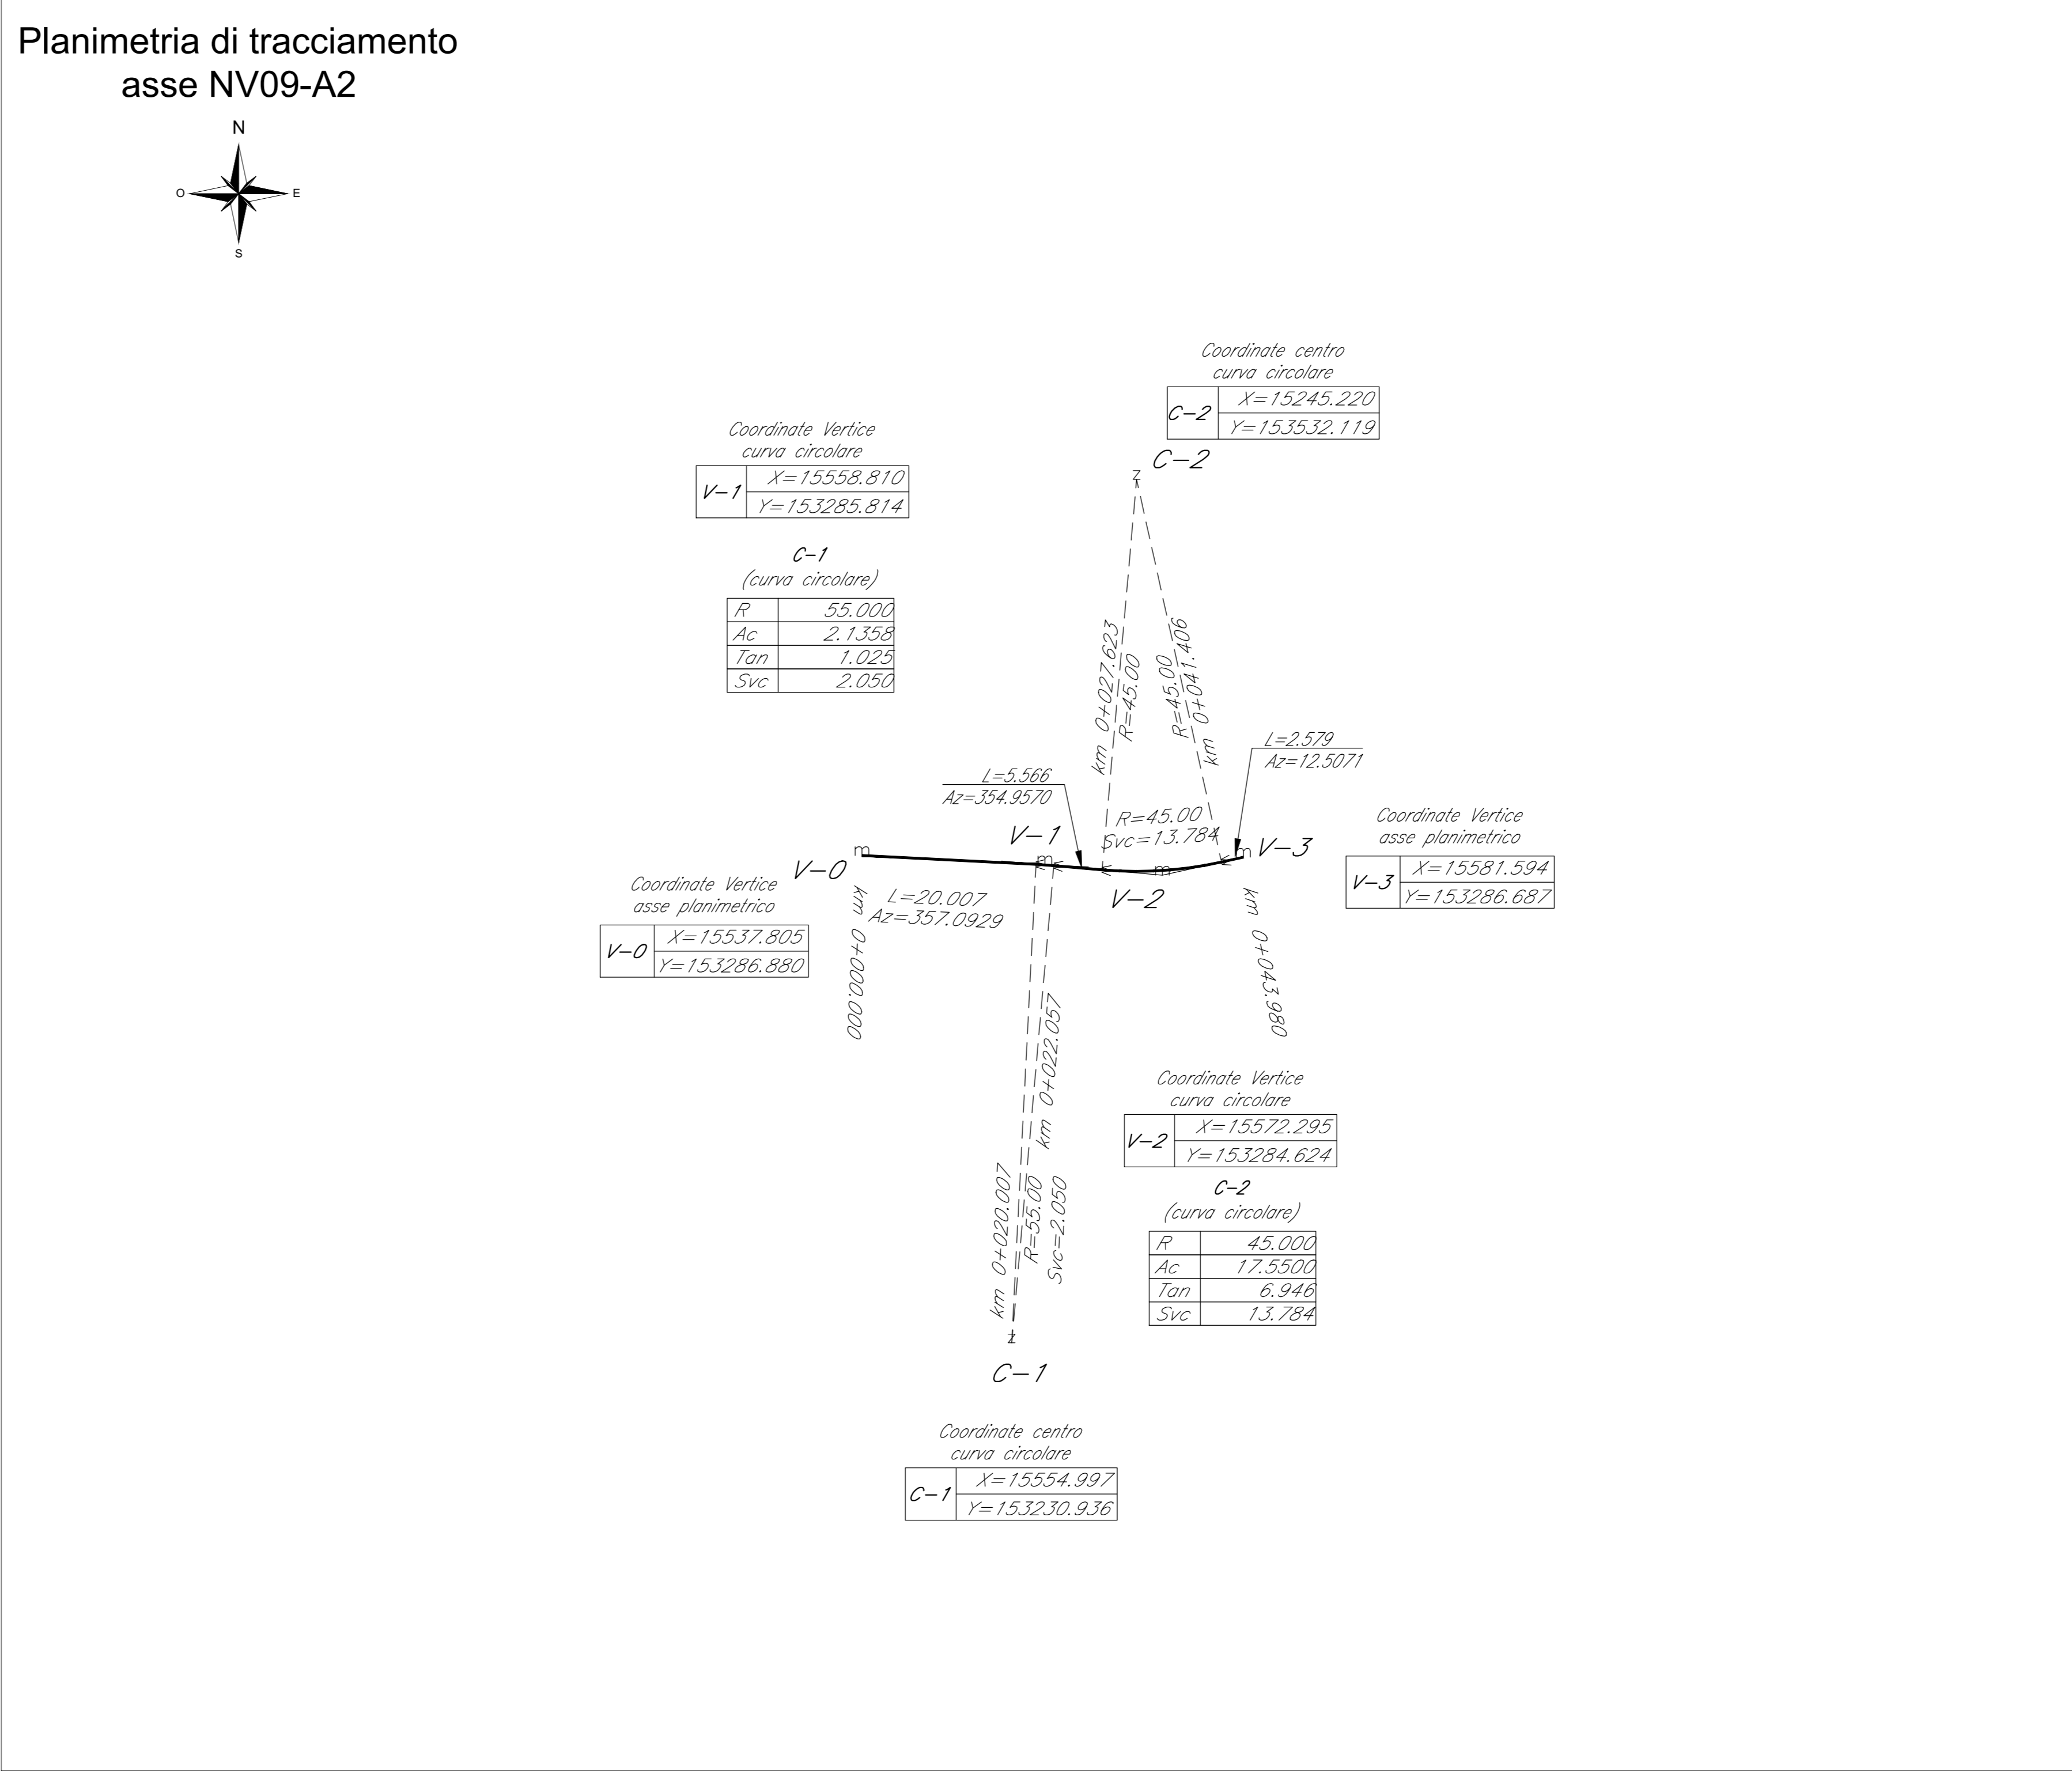 Planimetria di tracciamento
asse NV09-A2
N
O
E
S
Coordinate centro
curva circolare
C-2
X=15245.220
Y=153532.119
C-2
Z
Coordinate Vertice
curva circolare
V-1
X=15558.810
Y=153285.814
C-1
(curva circolare)
R 55.000
Ac 2.1358
Tan 1.025
Svc 2.050
km 0+027.623
R=45.00
R=45.00
km 0+041.406
L=2.579
Az=12.5071
L=5.566
Az=354.9570
R=45.00
Svc=13.784
V-1
m
V-0
m
m
V-2
m
V-3
Coordinate Vertice
asse planimetrico
V-3
X=15581.594
Y=153286.687
Coordinate Vertice
asse planimetrico
V-0
X=15537.805
Y=153286.880
L=20.007
Az=357.0929
km 0+000.000
km 0+043.980
km 0+022.057
km 0+020.007
R=55.00
Svc=2.050
Z
C-1
Coordinate Vertice
curva circolare
V-2
X=15572.295
Y=153284.624
C-2
(curva circolare)
R 45.000
Ac 17.5500
Tan 6.946
Svc 13.784
Coordinate centro
curva circolare
C-1
X=15554.997
Y=153230.936